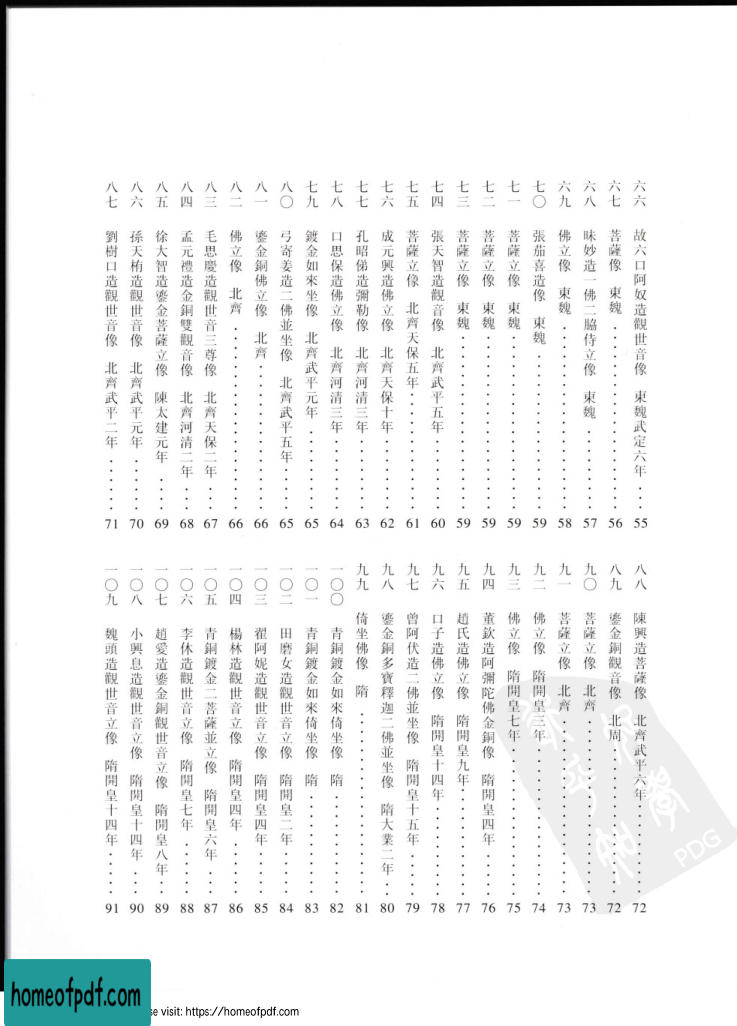 六六 故六口阿奴造觀世音像 東魏武定六年 ... 55
六七 菩薩像 東魏 ... 56
六八 昧妙造一佛二脇侍立像 東魏 ... 57
六九 佛立像 東魏 ... 58
七〇 張茄喜造像 東魏 ... 59
七一 菩薩立像 東魏 ... 59
七二 菩薩立像 東魏 ... 59
七三 菩薩立像 東魏 ... 59
七四 張天智造觀音像 北齊武平五年 ... 60
七五 菩薩立像 北齊天保五年 ... 61
七六 成元興造佛立像 北齊天保十年 ... 62
七七 孔昭俤造彌勒像 北齊河清三年 ... 63
七八 口思保造佛立像 北齊河清三年 ... 64
七九 鍍金如來坐像 北齊武平元年 ... 65
八〇 弓寄姜造二佛並坐像 北齊武平五年 ... 65
八一 鎏金銅佛立像 北齊 ... 66
八二 佛立像 北齊 ... 66
八三 毛思慶造觀世音三尊像 北齊天保二年 ... 67
八四 孟元禮造金銅雙觀音像 北齊河清二年 ... 68
八五 徐大智造鎏金菩薩立像 陳太建元年 ... 69
八六 孫天栯造觀世音像 北齊武平元年 ... 70
八七 劉樹口造觀世音像 北齊武平二年 ... 71
八八 陳興造菩薩像 北齊武平六年 ... 72
八九 鎏金銅觀音像 北周 ... 72
九〇 菩薩立像 北齊 ... 73
九一 菩薩立像 北齊 ... 73
九二 佛立像 隋開皇三年 ... 74
九三 佛立像 隋開皇七年 ... 75
九四 董欽造阿彌陀佛金銅像 隋開皇四年 ... 76
九五 趙氏造佛立像 隋開皇九年 ... 77
九六 口子造佛立像 隋開皇十四年 ... 78
九七 曾阿伏造二佛並坐像 隋開皇十五年 ... 79
九八 鎏金銅多寶釋迦二佛並坐像 隋大業二年 ... 80
九九 倚坐佛像 隋 ... 81
一〇〇 青銅鍍金如來倚坐像 隋 ... 82
一〇一 青銅鍍金如來倚坐像 隋 ... 83
一〇二 田磨女造觀世音立像 隋開皇二年 ... 84
一〇三 翟阿妮造觀世音立像 隋開皇四年 ... 85
一〇四 楊林造觀世音立像 隋開皇四年 ... 86
一〇五 青銅鍍金二菩薩並立像 隋開皇六年 ... 87
一〇六 李休造觀世音立像 隋開皇七年 ... 88
一〇七 趙愛造鎏金銅觀世音立像 隋開皇八年 ... 89
一〇八 小興息造觀世音立像 隋開皇十四年 ... 90
一〇九 魏頭造觀世音立像 隋開皇十四年 ... 91
PDG
homeofpdf.com
se visit: https://homeofpdf.com